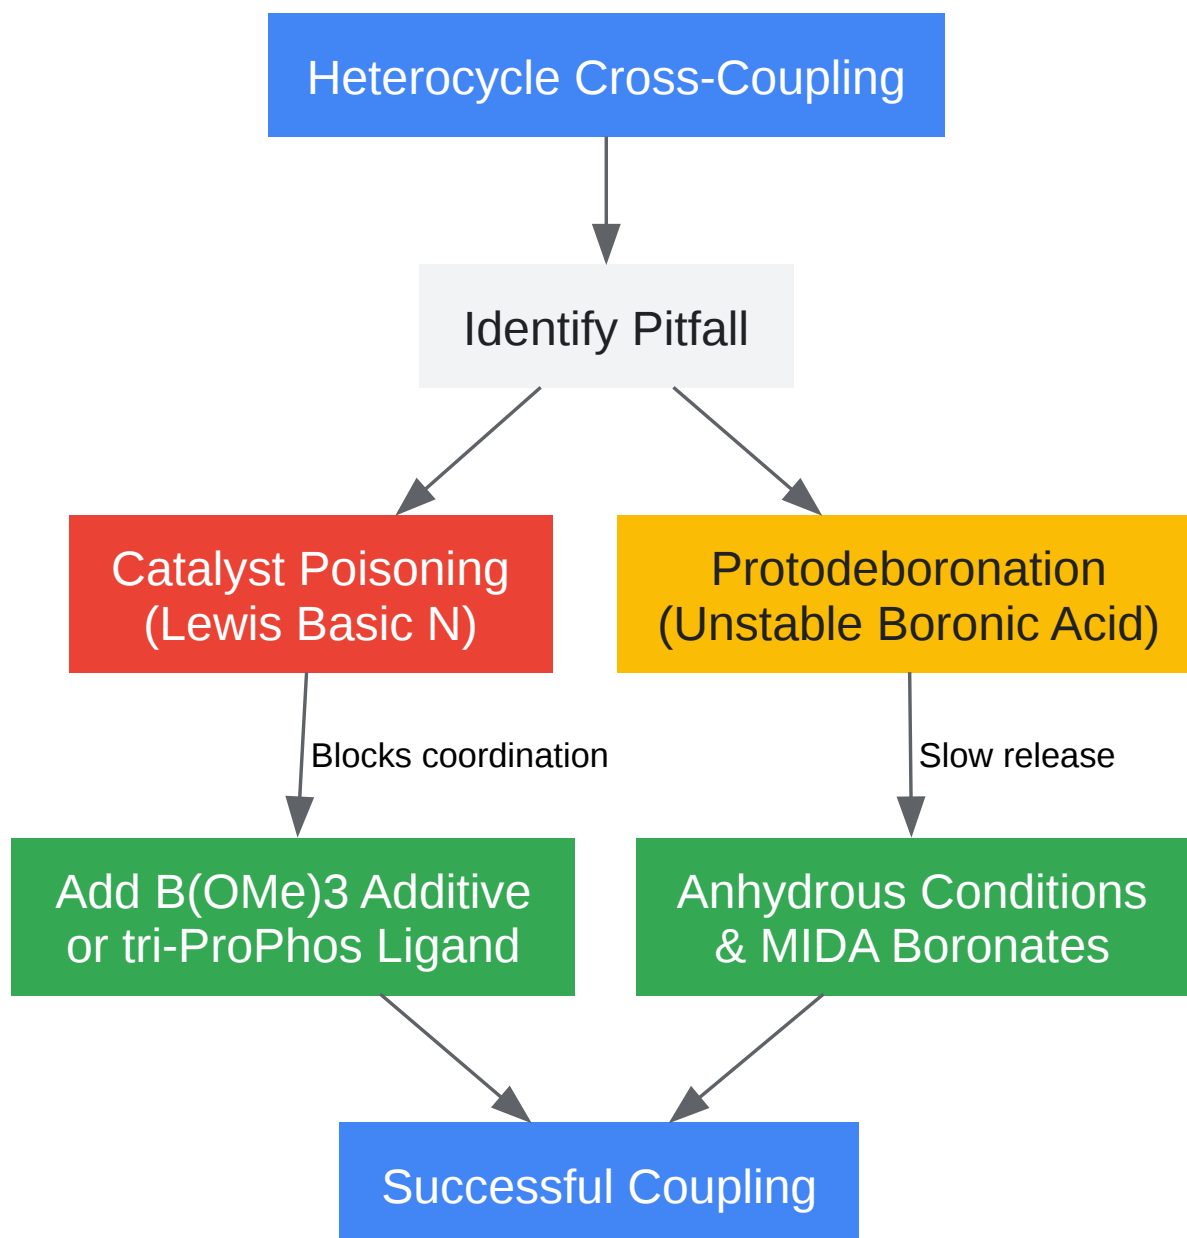 Heterocycle Cross-Coupling
Identify Pitfall
Catalyst Poisoning
(Lewis Basic N)
Protodeboronation
(Unstable Boronic Acid)
Blocks coordination
Slow release
Add B(OMe)3 Additive
or tri-ProPhos Ligand
Anhydrous Conditions
& MIDA Boronates
Successful Coupling